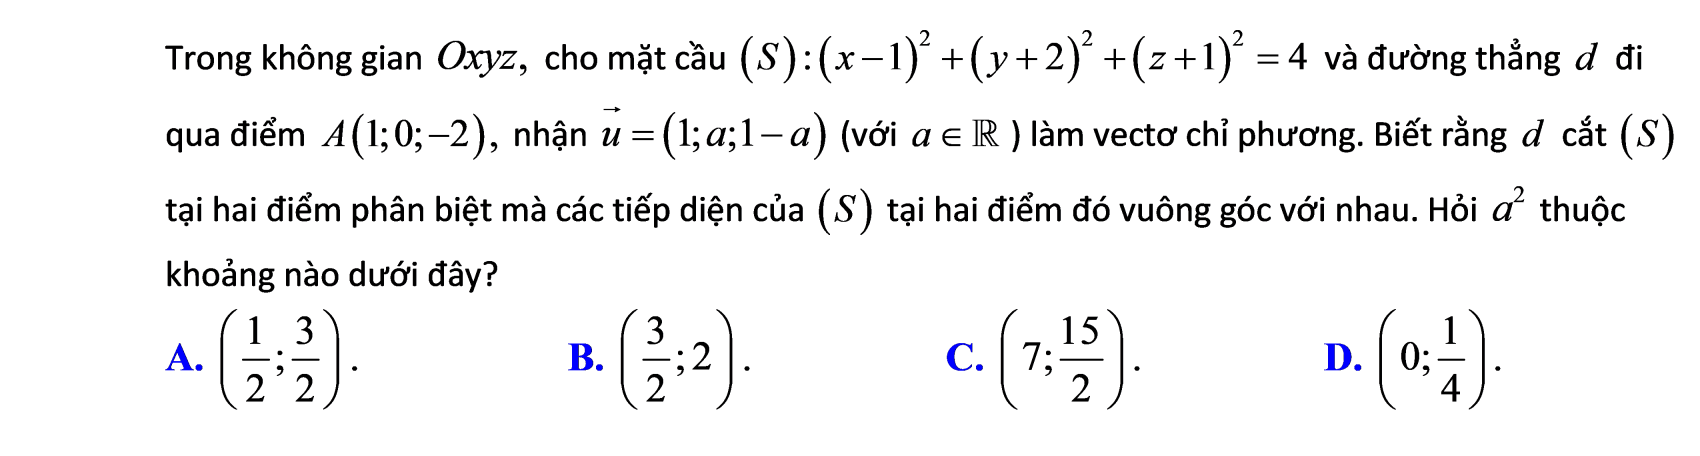 Trong không gian Oxyz, cho mặt cầu (S):(x−1)²+(y+2)²+(z+1)²=4 và đường thẳng d đi
qua điểm A(1;0;−2), nhận u⃗=(1;a;1−a) (với a∈ℝ ) làm vectơ chỉ phương. Biết rằng d cắt (S)
tại hai điểm phân biệt mà các tiếp diện của (S) tại hai điểm đó vuông góc với nhau. Hỏi a² thuộc
khoảng nào dưới đây?
A. (1/2;3/2). B. (3/2;2). C. (7;15/2). D. (0;1/4).